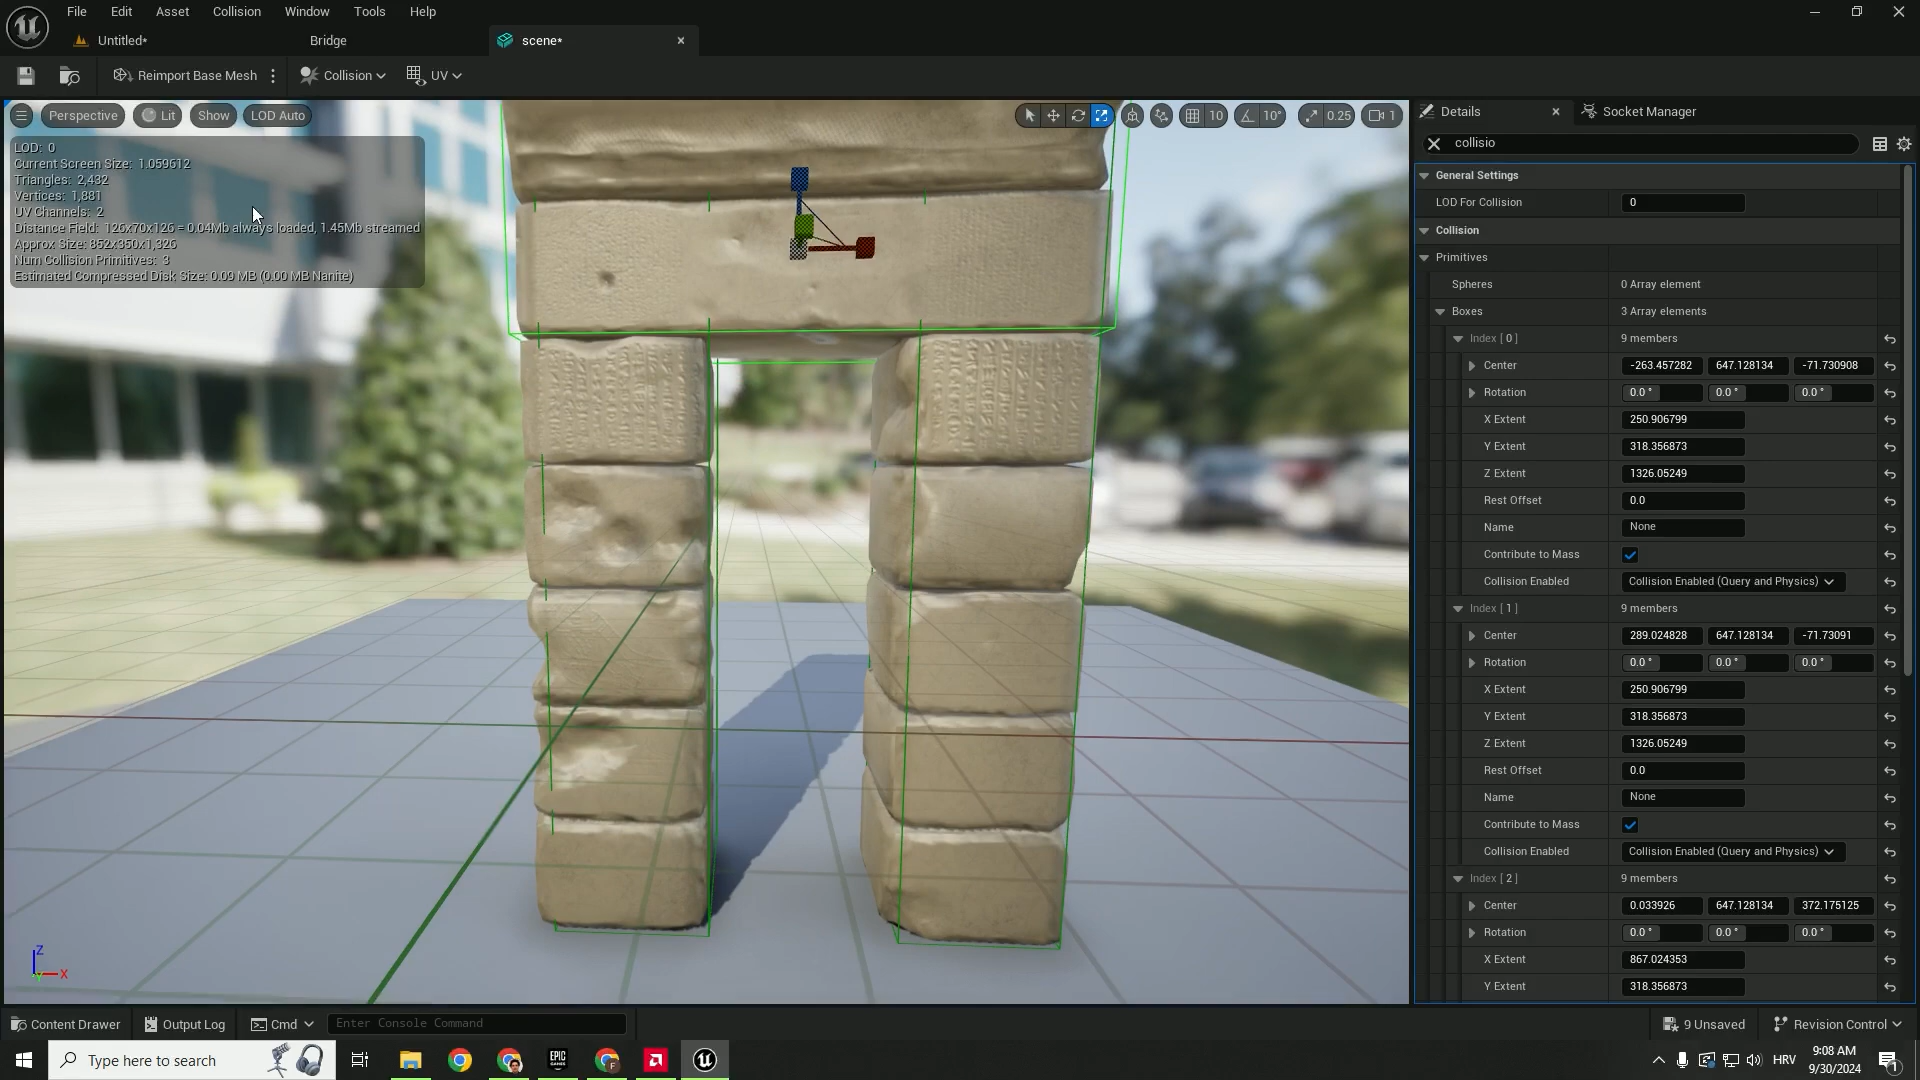 File Edit Asset Collision Window Tools Help
Untitled* Bridge scene*
Reimport Base Mesh Collision UV
Perspective Lit Show LOD Auto 10 10° 0.25 1
LOD: 0
Current Screen Size: 1.059612
Triangles: 2,432
Vertices: 1,881
UV Channels: 2
Distance Field: 126x70x126 = 0.04Mb always loaded, 1.45Mb streamed
Approx Size: 852x350x1,326
Num Collision Primitives: 3
Estimated Compressed Disk Size: 0.09 MB (0.00 MB Nanite)
Z
X
Details Socket Manager
collisio
General Settings
LOD For Collision 0
Collision
Primitives
Spheres 0 Array element
Boxes 3 Array elements
Index [ 0 ] 9 members
Center -263.457282 647.128134 -71.730908
Rotation 0.0 ° 0.0 ° 0.0 °
X Extent 250.906799
Y Extent 318.356873
Z Extent 1326.05249
Rest Offset 0.0
Name None
Contribute to Mass
Collision Enabled Collision Enabled (Query and Physics)
Index [ 1 ] 9 members
Center 289.024828 647.128134 -71.73091
Rotation 0.0 ° 0.0 ° 0.0 °
X Extent 250.906799
Y Extent 318.356873
Z Extent 1326.05249
Rest Offset 0.0
Name None
Contribute to Mass
Collision Enabled Collision Enabled (Query and Physics)
Index [ 2 ] 9 members
Center 0.033926 647.128134 372.175125
Rotation 0.0 ° 0.0 ° 0.0 °
X Extent 867.024353
Y Extent 318.356873
Content Drawer Output Log Cmd Enter Console Command 9 Unsaved Revision Control
Type here to search EPIC GAMES F HRV 9:08 AM
9/30/2024 1